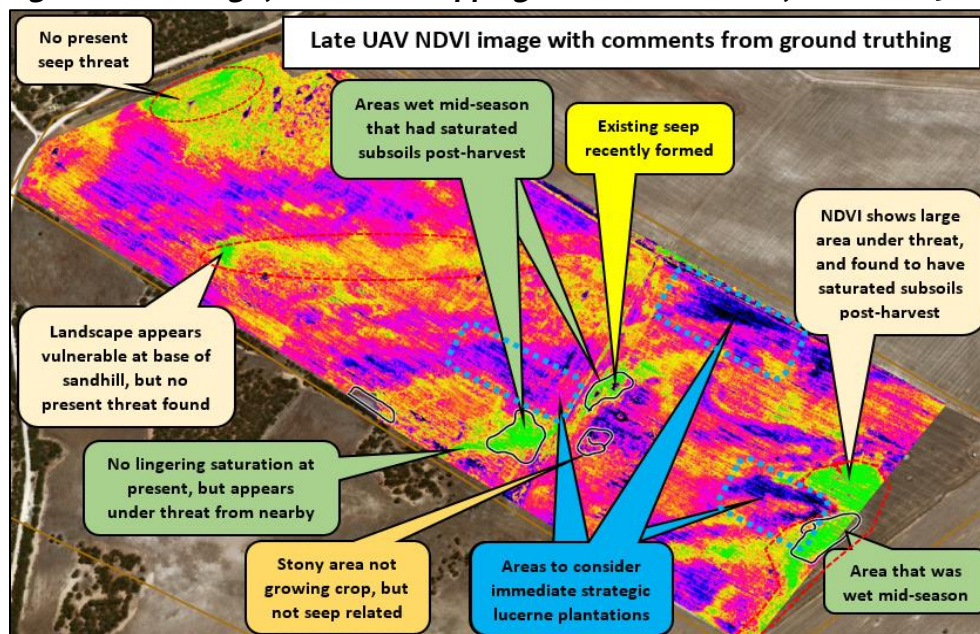 Late UAV NDVI image with comments from ground truthing
No present
seep threat
Areas wet mid-season
that had saturated
subsoils post-harvest
Existing seep
recently formed
NDVI shows large
area under threat,
and found to have
saturated subsoils
post-harvest
Landscape appears
vulnerable at base of
sandhill, but no
present threat found
No lingering saturation at
present, but appears
under threat from nearby
Stony area not
growing crop, but
not seep related
Areas to consider
immediate strategic
lucerne plantations
Area that was
wet mid-season